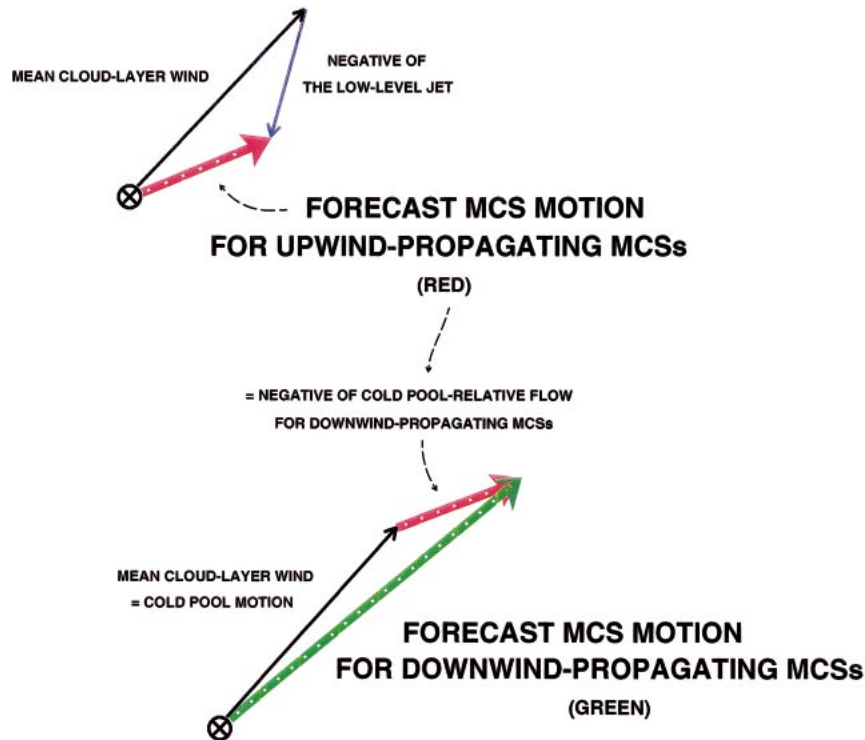 MEAN CLOUD-LAYER WIND
NEGATIVE OF
THE LOW-LEVEL JET
FORECAST MCS MOTION
FOR UPWIND-PROPAGATING MCSs
(RED)
= NEGATIVE OF COLD POOL-RELATIVE FLOW
FOR DOWNWIND-PROPAGATING MCSs
MEAN CLOUD-LAYER WIND
= COLD POOL MOTION
FORECAST MCS MOTION
FOR DOWNWIND-PROPAGATING MCSs
(GREEN)